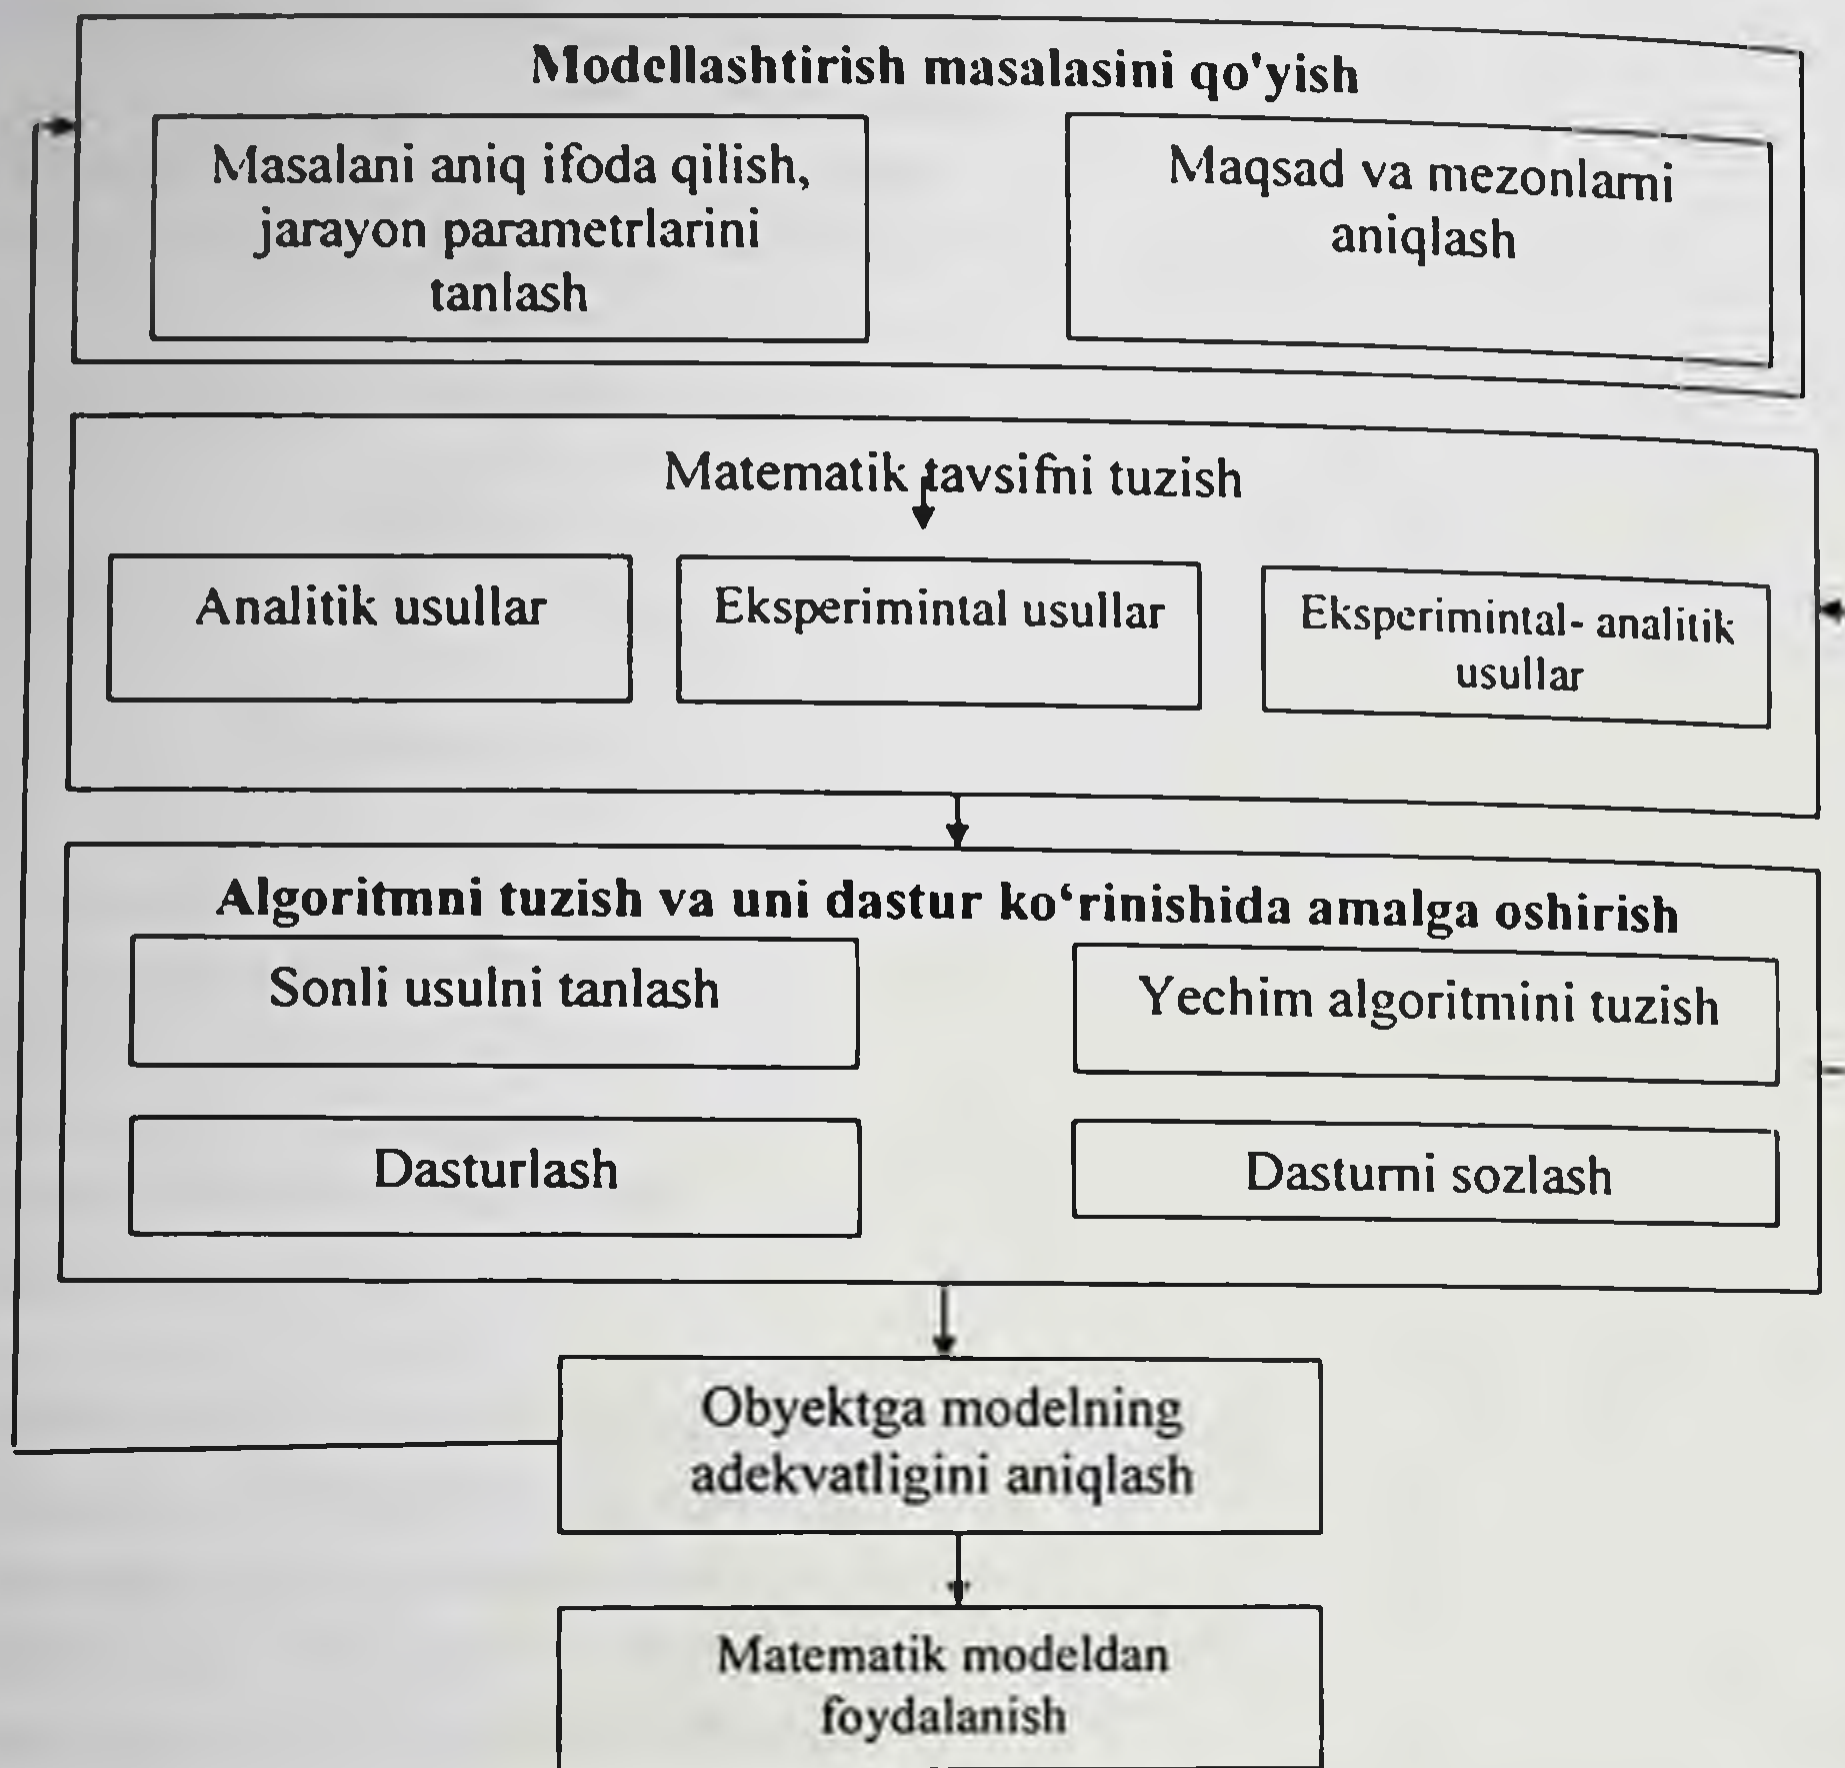 Modellashtirish masalasini qo'yish
Masalani aniq ifoda qilish,
jarayon parametrlarini
tanlash
Maqsad va mezonlarni
aniqlash
Matematik tavsifni tuzish
Analitik usullar
Eksperimintal usullar
Eksperimintal- analitik
usullar
Algoritmni tuzish va uni dastur ko‘rinishida amalga oshirish
Sonli usulni tanlash
Yechim algoritmini tuzish
Dasturlash
Dasturni sozlash
Obyektga modelning
adekvatligini aniqlash
Matematik modeldan
foydalanish